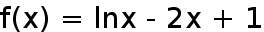 f(x) = lnx - 2x + 1